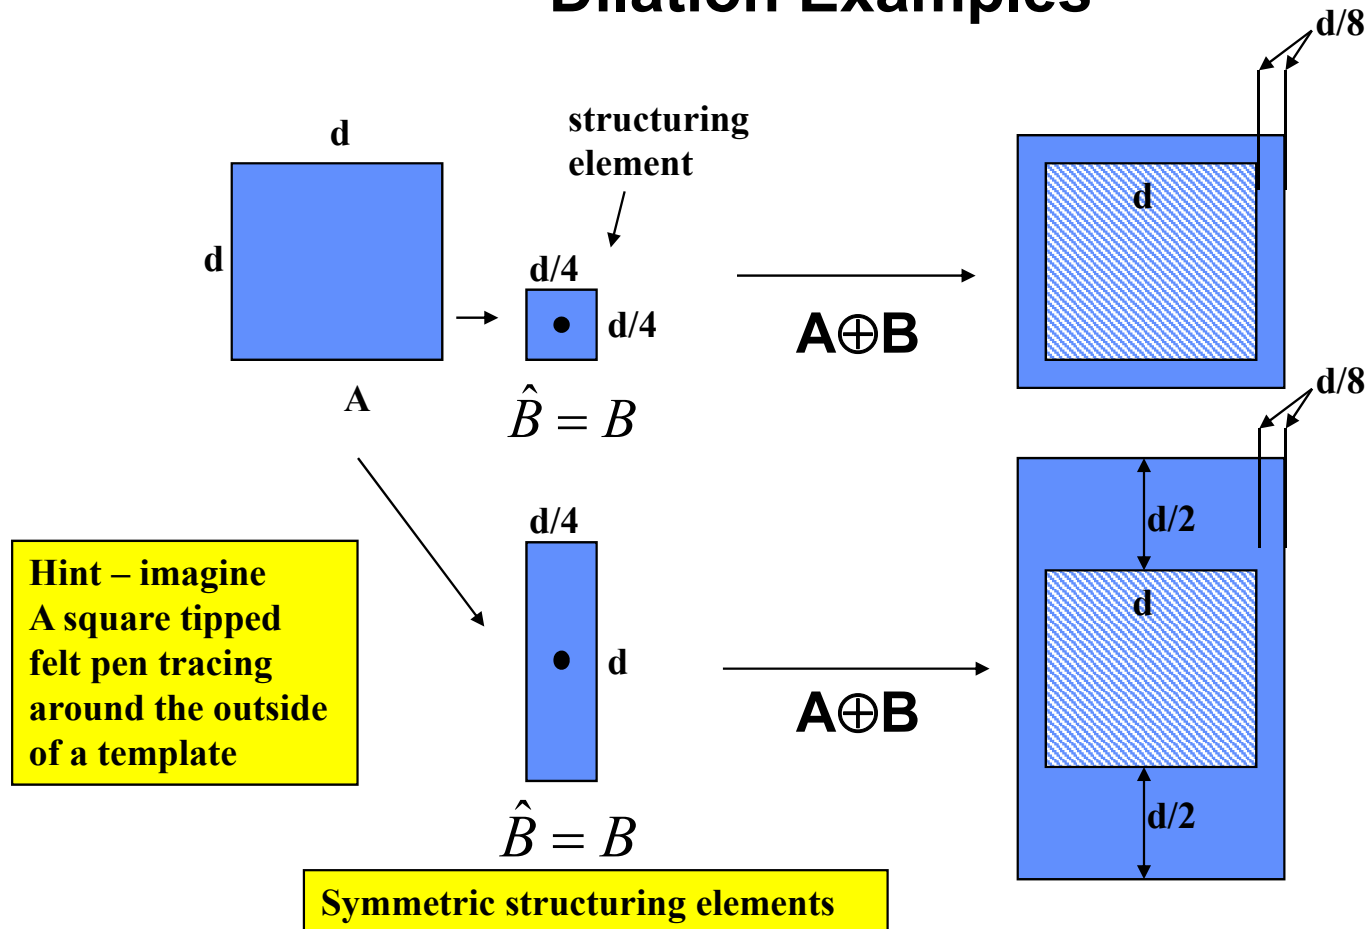 Dilation Examples
d/8
structuring
element
d
d
d
d/4
d/4
A⊕B
A
B̂ = B
d/8
d/4
d/2
Hint – imagine
A square tipped
felt pen tracing
around the outside
of a template
d
d
A⊕B
d/2
B̂ = B
Symmetric structuring elements